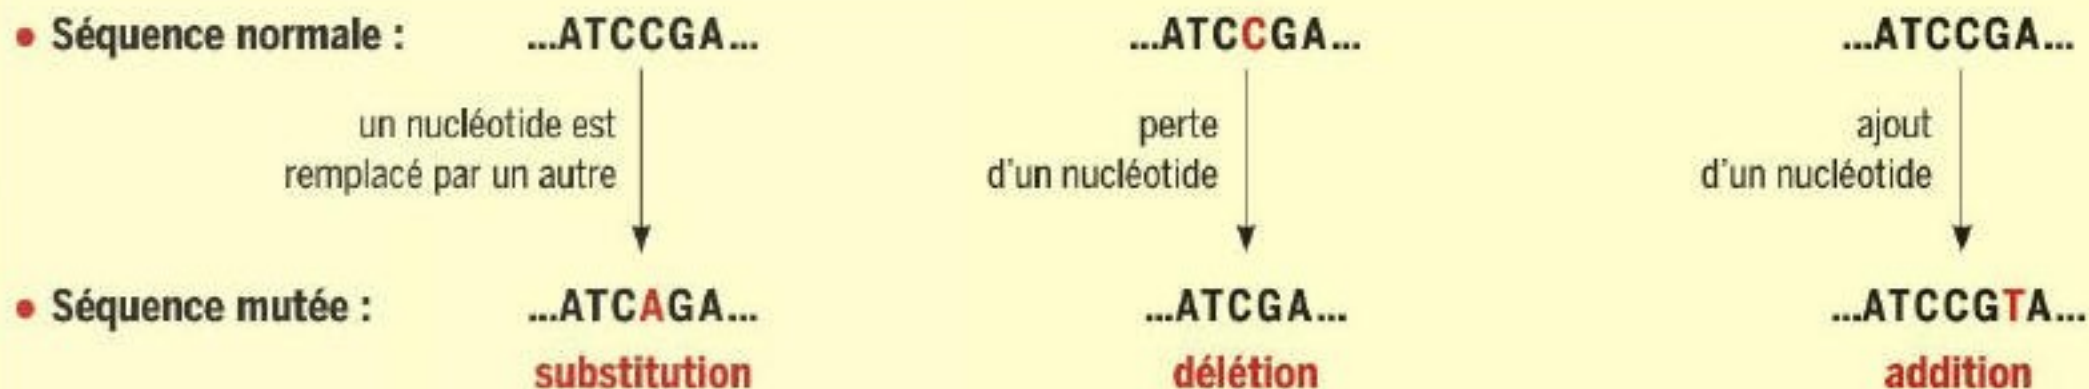 • Séquence normale : ...ATCCGA... ...ATCCGA... ...ATCCGA...
un nucléotide est perte ajout
remplacé par un autre d'un nucléotide d'un nucléotide
• Séquence mutée : ...ATCAGA... ...ATCGA... ...ATCCGTA...
substitution délétion addition